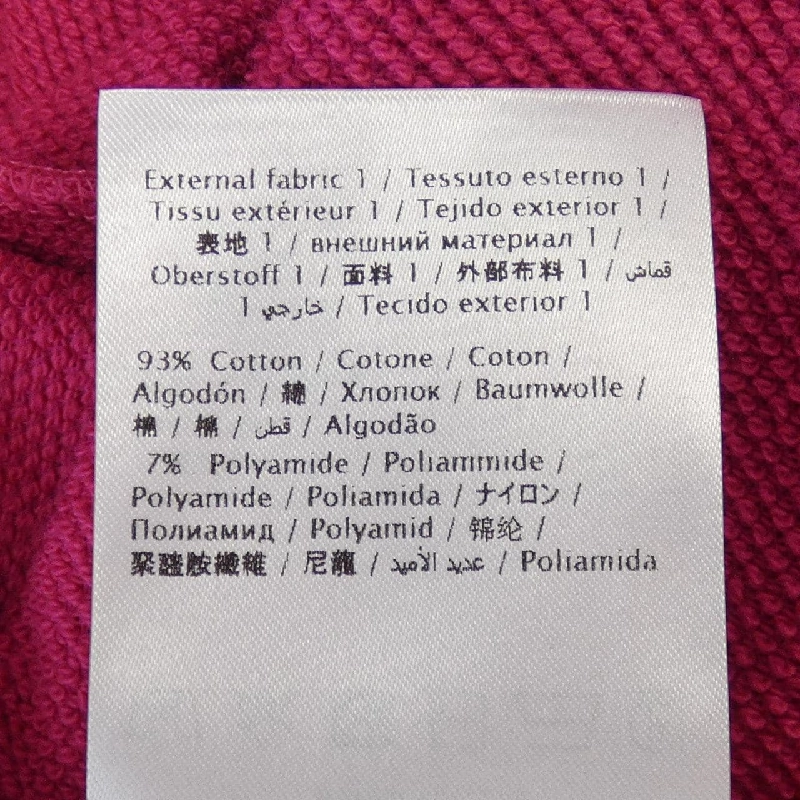 External fabric 1 / Tessuto esterno 1 /
Tissu extérieur 1 / Tejido exterior 1 /
表地 1 / внешний материал 1 /
Oberstoff 1 / 面料 1 / 外部布料 1 / قماش
خارجي 1 / Tecido exterior 1
93% Cotton / Cotone / Coton /
Algodón / 綿 / Хлопок / Baumwolle /
棉 / 棉 / قطن / Algodão
7% Polyamide / Poliammide /
Polyamide / Poliamida / ナイロン /
Полиамид / Polyamid / 锦纶 /
聚醯胺纖維 / 尼龍 / عديد الأميد / Poliamida